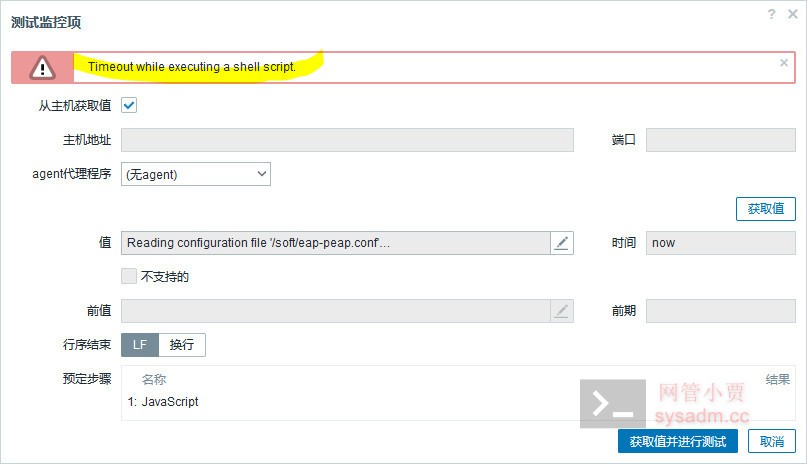 测试监控项
? ×
Timeout while executing a shell script.
×
从主机获取值
主机地址 端口
agent代理程序 (无agent)
获取值
值 Reading configuration file '/soft/eap-peap.conf'... 时间 now
不支持的
前值 前期
行序结束 LF 换行
预定步骤 名称 结果
1: JavaScript
网管小贾
sysadm.cc
获取值并进行测试 取消